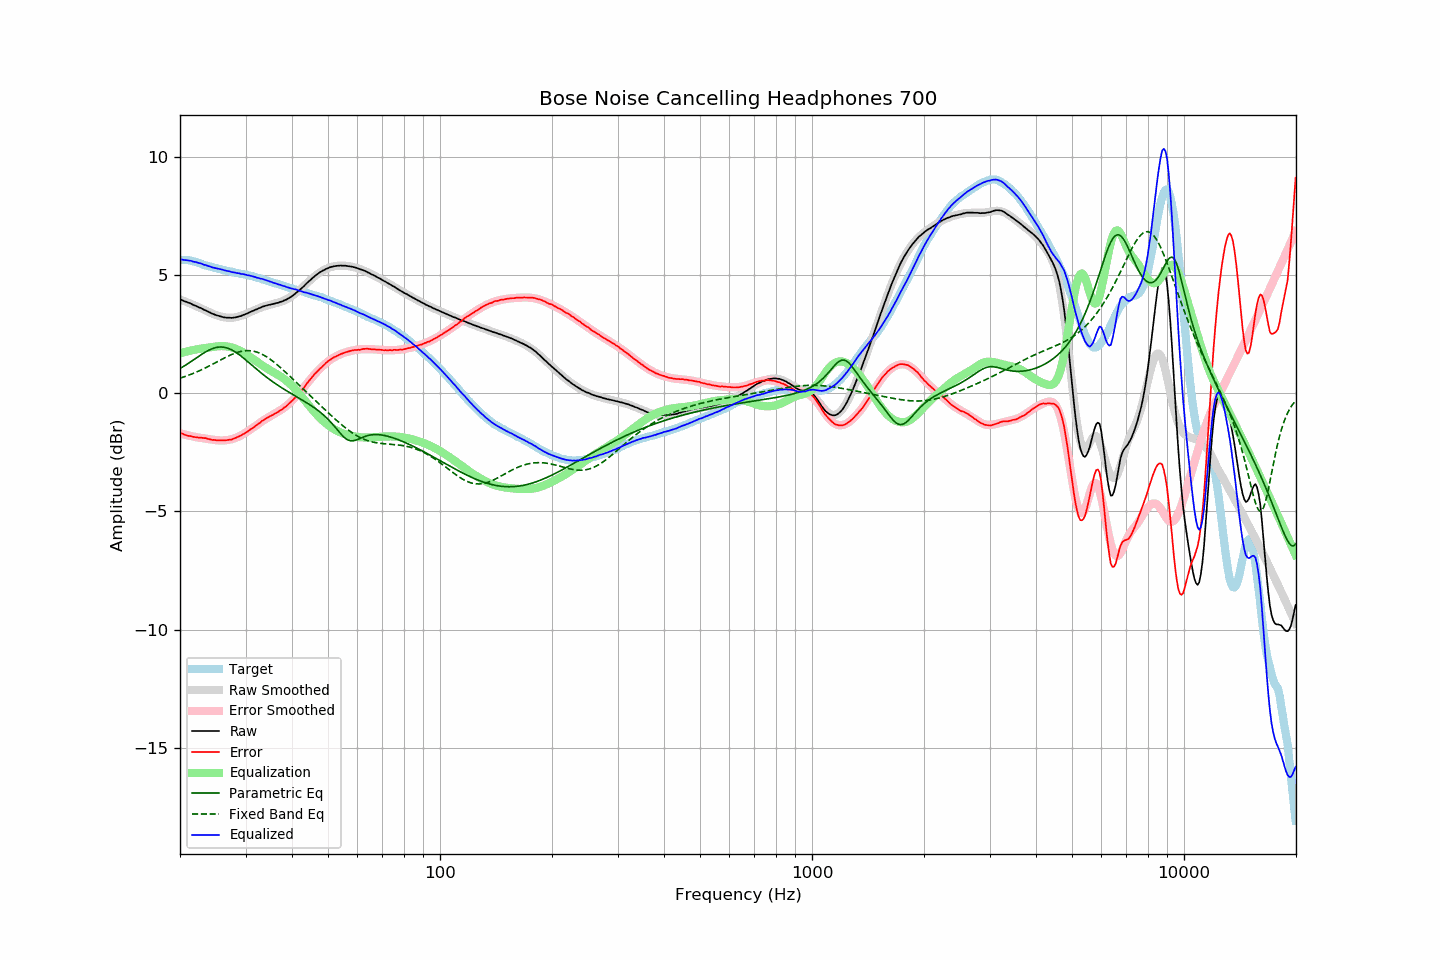 Bose Noise Cancelling Headphones 700
Amplitude (dBr)
10
5
0
−5
−10
−15
100
1000
10000
Frequency (Hz)
Target
Raw Smoothed
Error Smoothed
Raw
Error
Equalization
Parametric Eq
Fixed Band Eq
Equalized